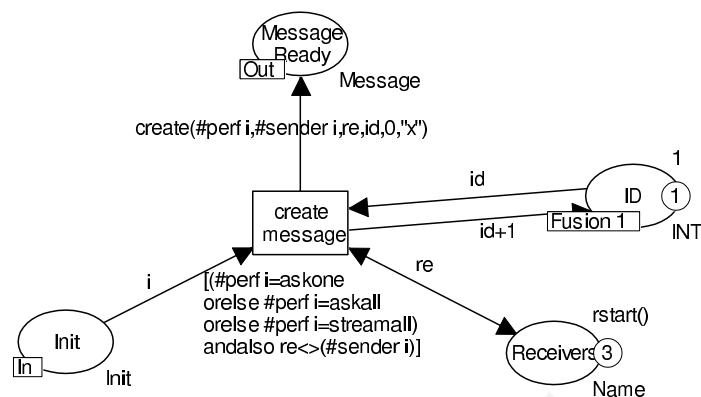 Message
Ready
Out
Message
create(#perf i,#sender i,re,id,0,"x")
1
id
ID
1
create
message
Fusion 1
id+1
INT
i
re
[(#perf i=askone
orelse #perf i=askall
orelse #perf i=streamall)
andalso re<>(#sender i)]
rstart()
Init
In
Init
Receivers
3
Name